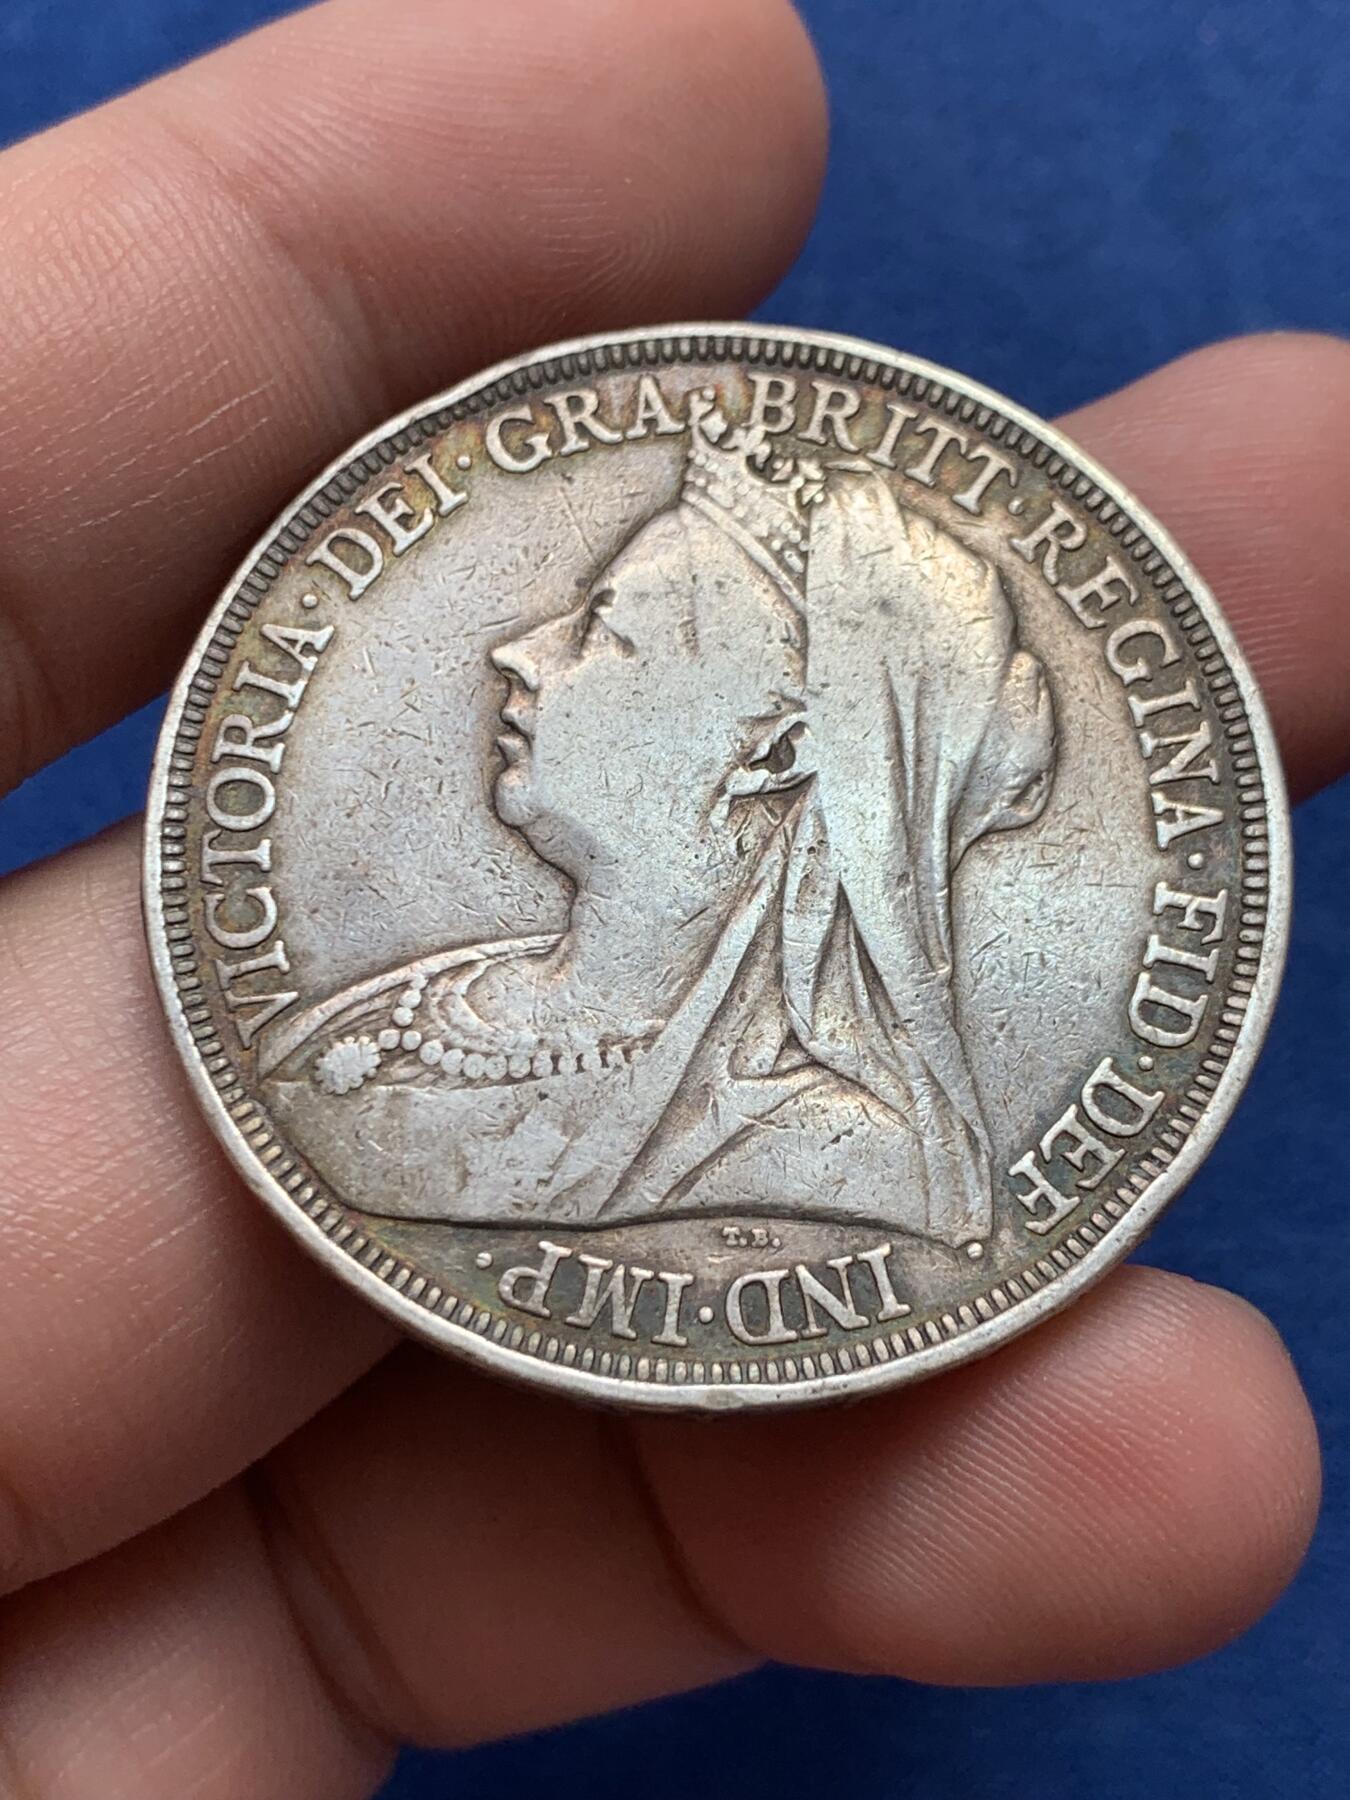 VICTORIA · DEI · GRA · BRITT · REGINA · FID · DEF · IND · IMP ·
T.B.